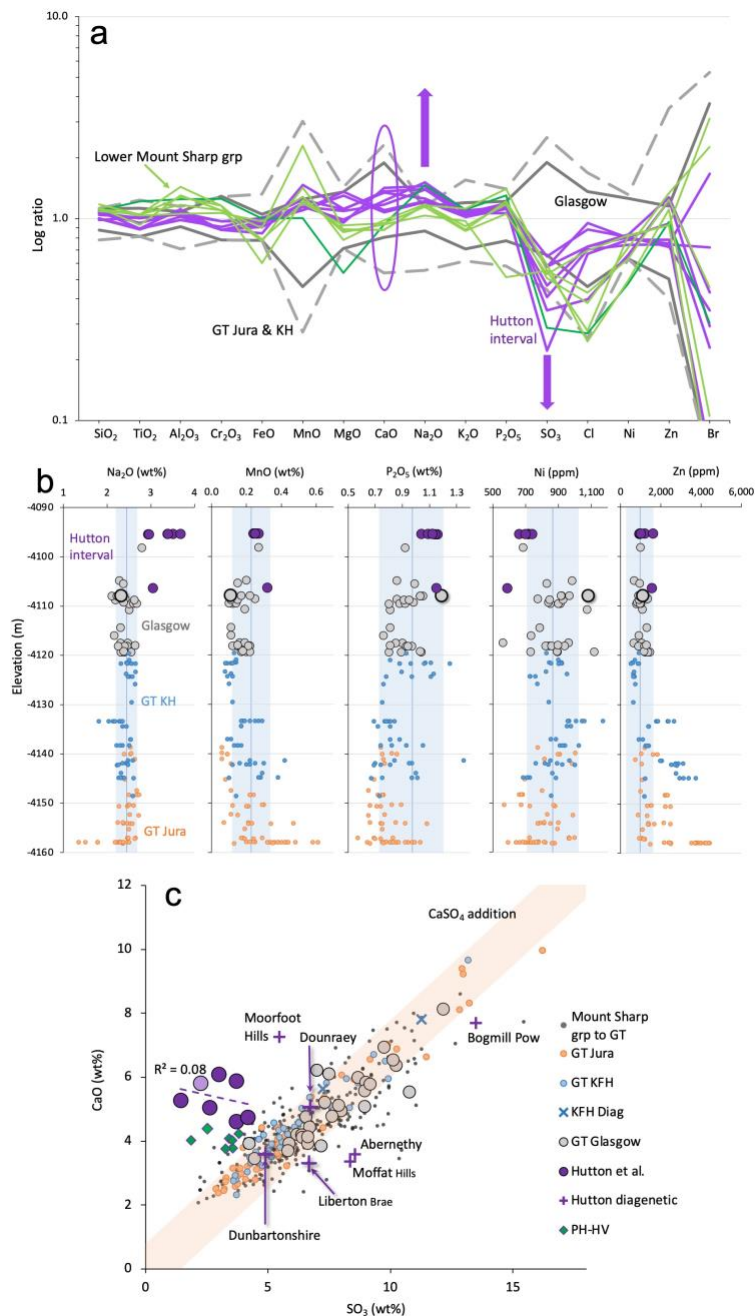 a
10.0
1.0
0.1
Log ratio
Lower Mount Sharp grp
Glasgow
GT Jura & KH
Hutton
interval
SiO₂ TiO₂ Al₂O₃ Cr₂O₃ FeO MnO MgO CaO Na₂O K₂O P₂O₅ SO₃ Cl Ni Zn Br
b
Na₂O (wt%) MnO (wt%) P₂O₅ (wt%) Ni (ppm) Zn (ppm)
1 2 3 4 0.0 0.2 0.4 0.6 0.5 0.7 0.9 1.1 1.3 500 700 900 1,100 0 2,000 4,000 6,000
-4090
-4100
-4110
-4120
-4130
-4140
-4150
-4160
Elevation (m)
Hutton
interval
Glasgow
GT KH
GT Jura
c
12
10
8
6
4
2
0
CaO (wt%)
0 5 10 15
SO₃ (wt%)
CaSO₄ addition
Moorfoot
Hills
Dounraey
Bogmill Pow
R² = 0.08
Abernethy
Moffat Hills
Liberton Brae
Dunbartonshire
Mount Sharp
grp to GT
GT Jura
GT KFH
KFH Diag
GT Glasgow
Hutton et al.
Hutton diagenetic
PH-HV